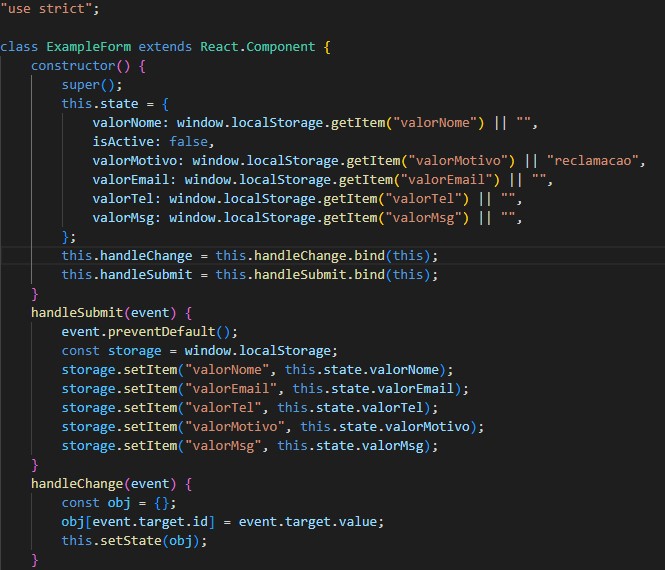 "use strict";
class ExampleForm extends React.Component {
constructor() {
super();
this.state = {
valorNome: window.localStorage.getItem("valorNome") || "",
isActive: false,
valorMotivo: window.localStorage.getItem("valorMotivo") || "reclamacao",
valorEmail: window.localStorage.getItem("valorEmail") || "",
valorTel: window.localStorage.getItem("valorTel") || "",
valorMsg: window.localStorage.getItem("valorMsg") || "",
};
this.handleChange = this.handleChange.bind(this);
this.handleSubmit = this.handleSubmit.bind(this);
}
handleSubmit(event) {
event.preventDefault();
const storage = window.localStorage;
storage.setItem("valorNome", this.state.valorNome);
storage.setItem("valorEmail", this.state.valorEmail);
storage.setItem("valorTel", this.state.valorTel);
storage.setItem("valorMotivo", this.state.valorMotivo);
storage.setItem("valorMsg", this.state.valorMsg);
}
handleChange(event) {
const obj = {};
obj[event.target.id] = event.target.value;
this.setState(obj);
}